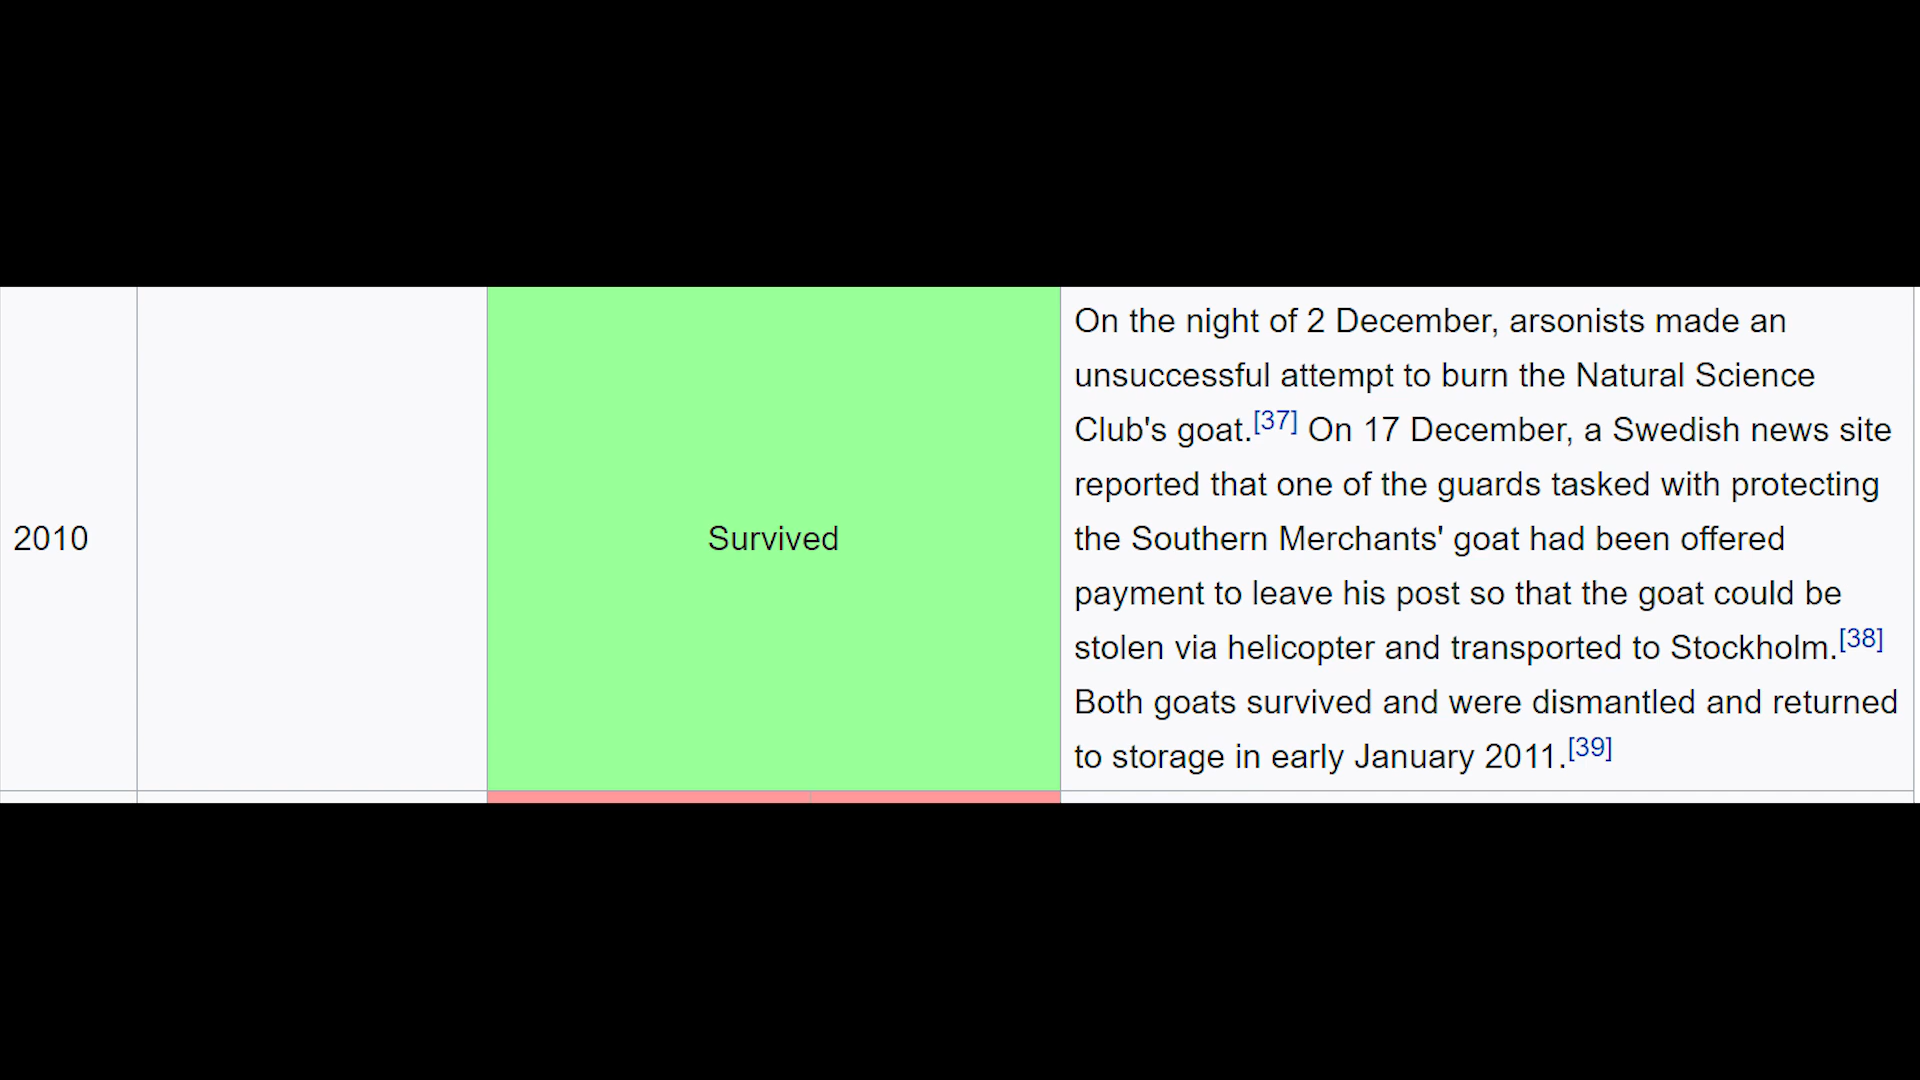 2010
Survived
On the night of 2 December, arsonists made an
unsuccessful attempt to burn the Natural Science
Club's goat.[37] On 17 December, a Swedish news site
reported that one of the guards tasked with protecting
the Southern Merchants' goat had been offered
payment to leave his post so that the goat could be
stolen via helicopter and transported to Stockholm.[38]
Both goats survived and were dismantled and returned
to storage in early January 2011.[39]